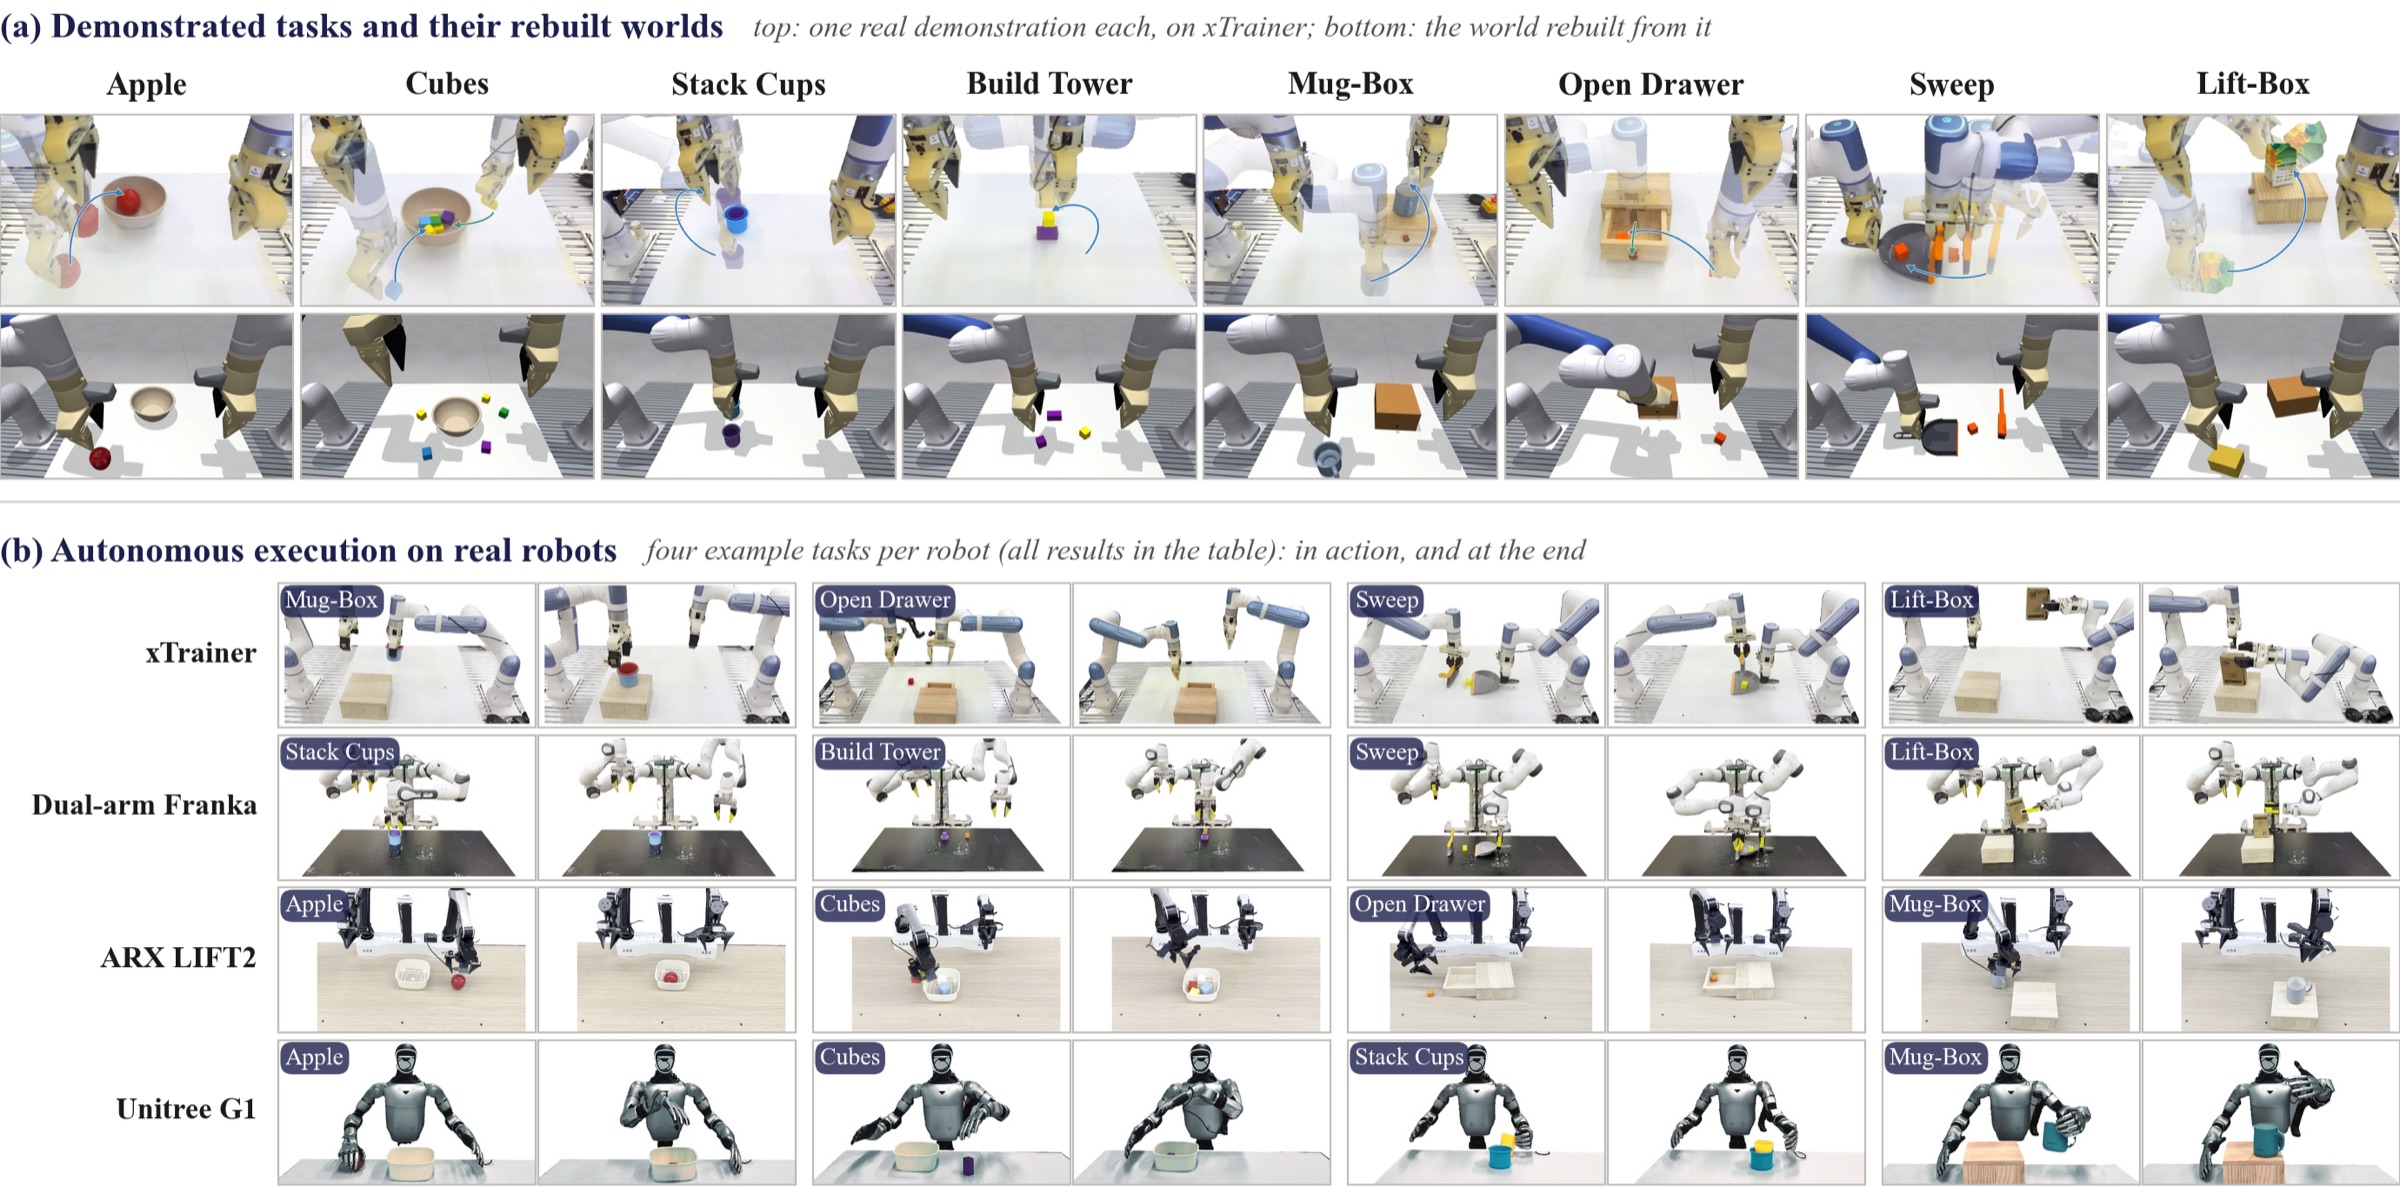 (a) Demonstrated tasks and their rebuilt worlds top: one real demonstration each, on xTrainer; bottom: the world rebuilt from it
Apple Cubes Stack Cups Build Tower Mug-Box Open Drawer Sweep Lift-Box
(b) Autonomous execution on real robots four example tasks per robot (all results in the table): in action, and at the end
xTrainer
Mug-Box Open Drawer Sweep Lift-Box
Dual-arm Franka
Stack Cups Build Tower Sweep Lift-Box
ARX LIFT2
Apple Cubes Open Drawer Mug-Box
Unitree G1
Apple Cubes Stack Cups Mug-Box